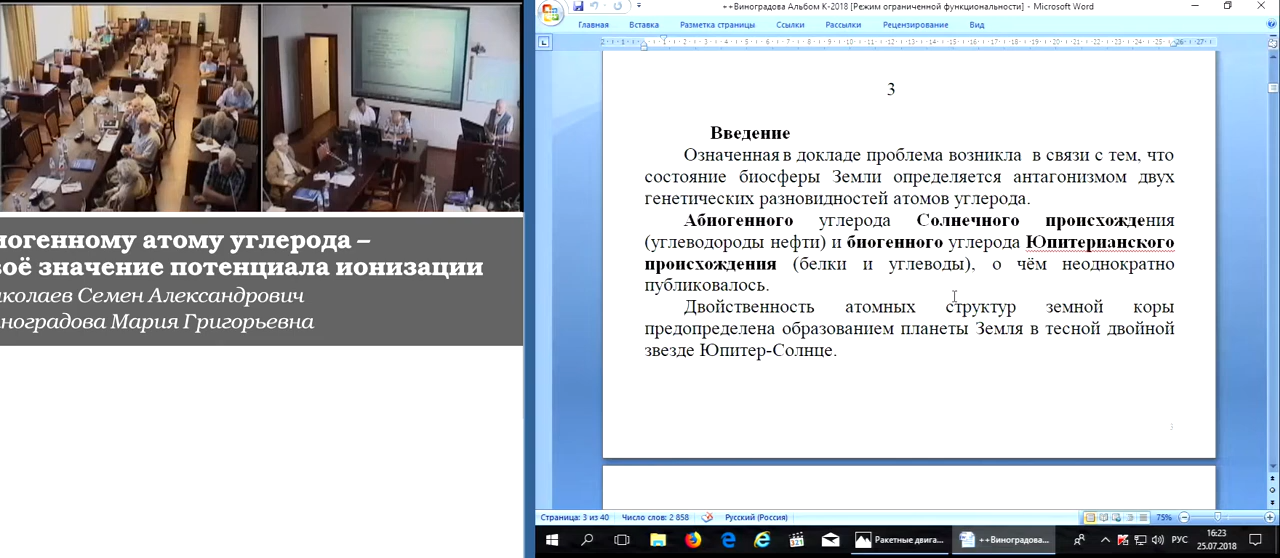 ++Виноградова Альбом К-2018 [Режим ограниченной функциональности] - Microsoft Word
Главная Вставка Разметка страницы Ссылки Рассылки Рецензирование Вид
3
Введение
Означенная в докладе проблема возникла в связи с тем, что
состояние биосферы Земли определяется антагонизмом двух
генетических разновидностей атомов углерода.
Абиогенного углерода Солнечного происхождения
(углеводороды нефти) и биогенного углерода Юпитерианского
происхождения (белки и углеводы), о чём неоднократно
публиковалось.
Двойственность атомных структур земной коры
предопределена образованием планеты Земля в тесной двойной
звезде Юпитер-Солнце.
3
иогенному атому углерода –
воё значение потенциала ионизации
иколаев Семен Александрович
иноградова Мария Григорьевна
Страница: 3 из 40 Число слов: 2 858 Русский (Россия) 75%
Ракетные двига... ++Виноградова... РУС 16:23
25.07.2018